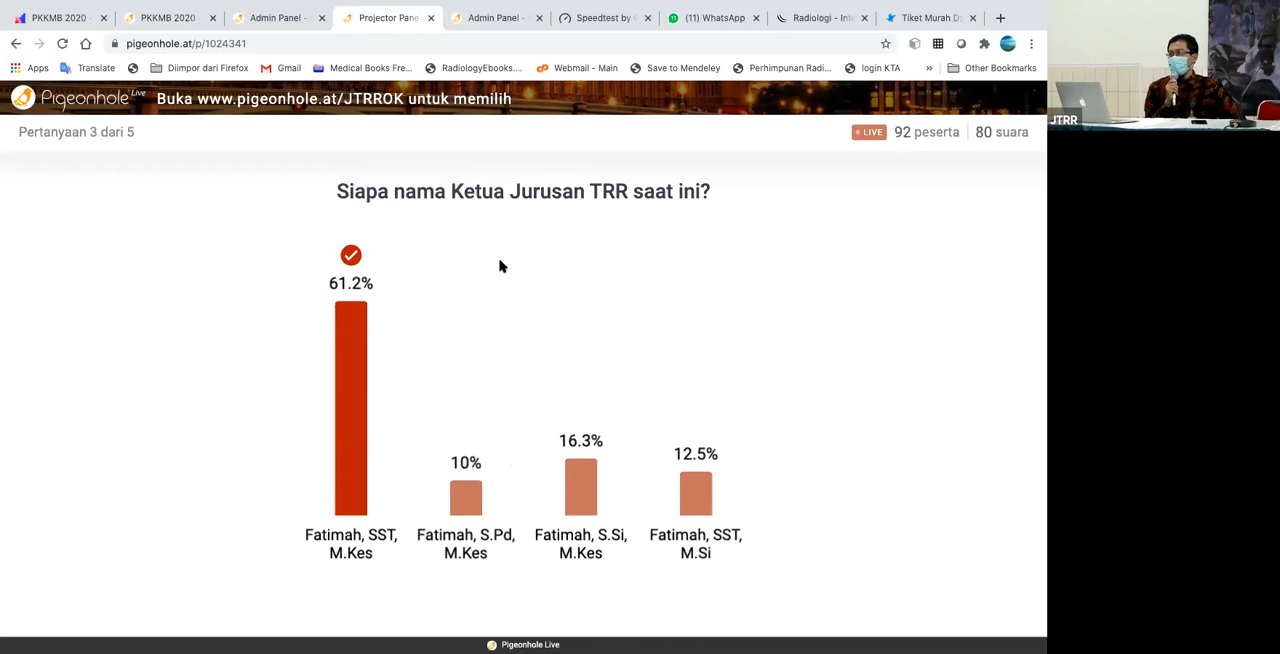 PKKMB 2020 -
PKKMB 2020
Admin Panel -
Projector Pane
Admin Panel -
Speedtest by
(11) WhatsApp
Radiologi - Int
Tiket Murah D
pigeonhole.at/p/1024341
Apps
Translate
Diimpor dari Firefox
Gmail
Medical Books Fre...
RadiologyEbooks....
Webmail - Main
Save to Mendeley
Perhimpunan Radi...
login KTA
»
Other Bookmarks
Pigeonhole Live
Buka www.pigeonhole.at/JTRROK untuk memilih
Pertanyaan 3 dari 5
LIVE
92 peserta
80 suara
JTRR
Siapa nama Ketua Jurusan TRR saat ini?
61.2%
10%
16.3%
12.5%
Fatimah, SST,
M.Kes
Fatimah, S.Pd,
M.Kes
Fatimah, S.Si,
M.Kes
Fatimah, SST,
M.Si
Pigeonhole Live